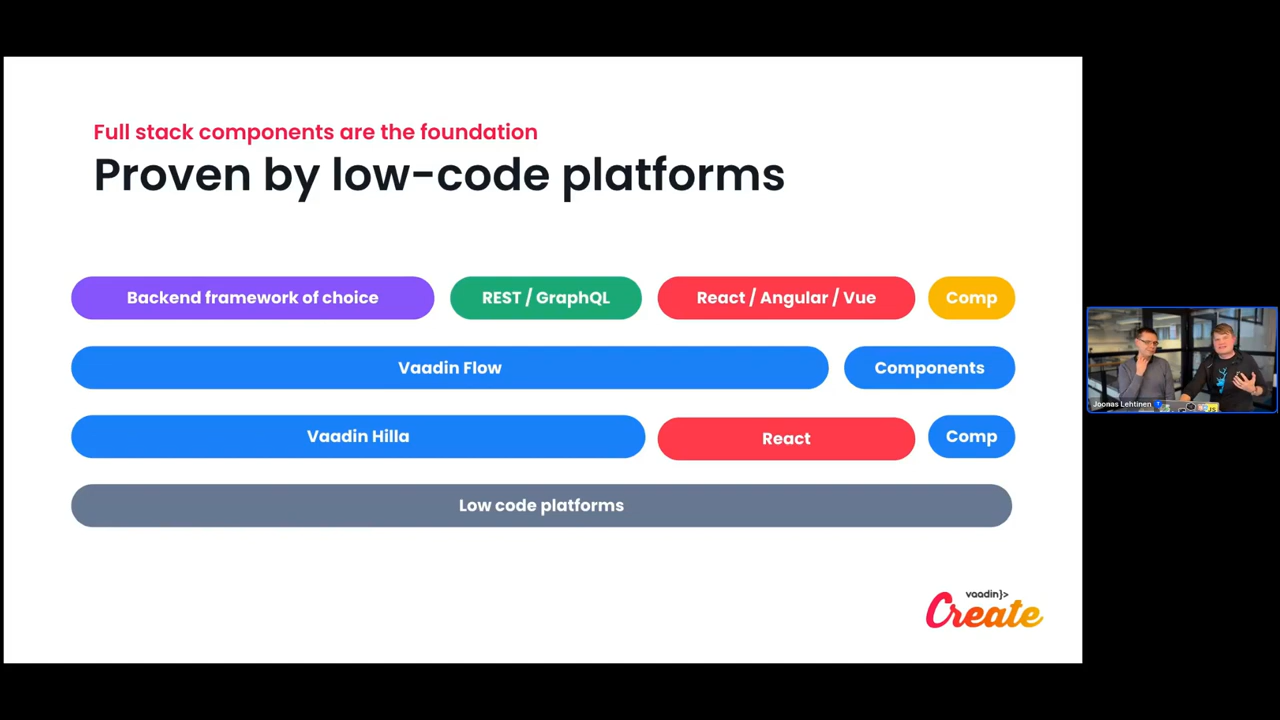 Full stack components are the foundation
Proven by low-code platforms
Backend framework of choice
REST / GraphQL
React / Angular / Vue
Comp
Vaadin Flow
Components
Vaadin Hilla
React
Comp
Low code platforms
vaadin}>
Create
Joonas Lehtinen